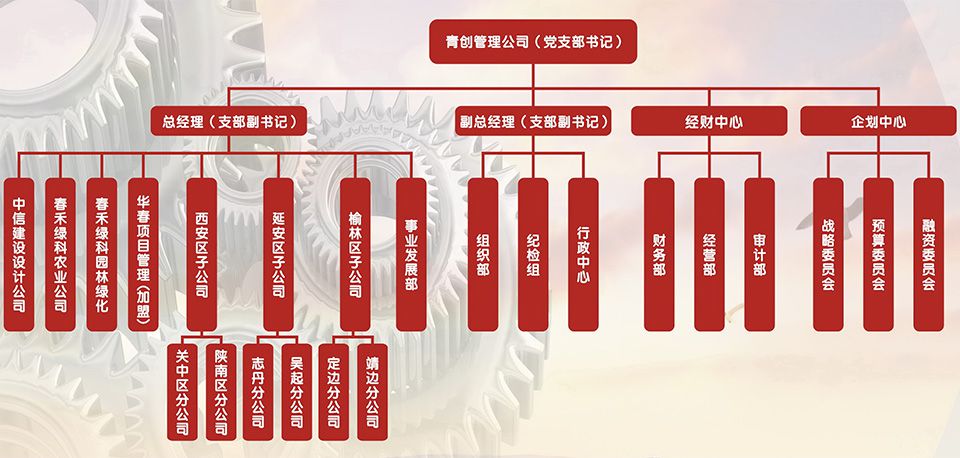 青创管理公司（党支部书记）
总经理（支部副书记）
副总经理（支部副书记）
经财中心
企划中心
中信建设设计公司
春禾绿科农业公司
春禾绿科园林绿化
华春项目管理（加盟）
西安区子公司
延安区子公司
榆林区子公司
事业发展部
组织部
纪检组
行政中心
财务部
经营部
审计部
战略委员会
预算委员会
融资委员会
关中区分公司
陕南区分公司
志丹分公司
吴起分公司
定边分公司
靖边分公司